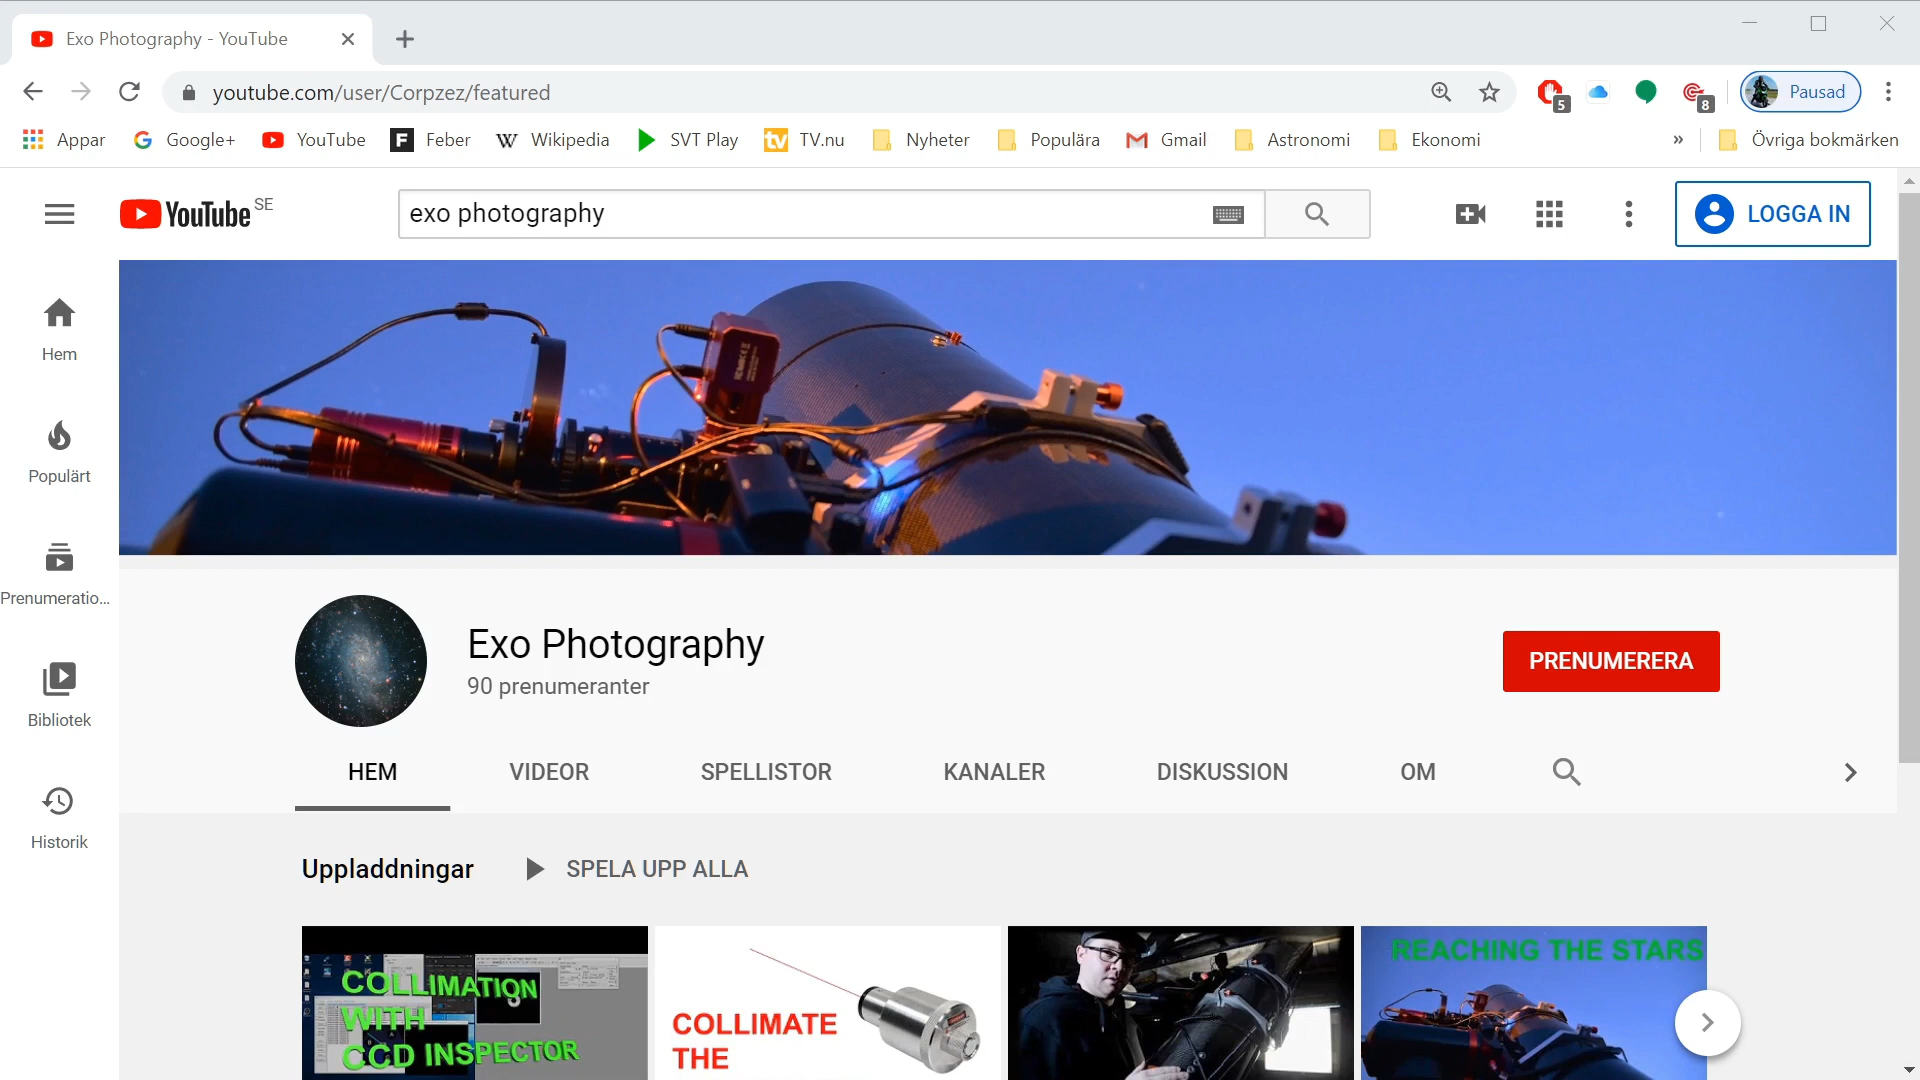 Exo Photography - YouTube
youtube.com/user/Corpzez/featured
5
8
Pausad
Appar
Google+
YouTube
F Feber
W Wikipedia
SVT Play
tv TV.nu
Nyheter
Populära
Gmail
Astronomi
Ekonomi
»
Övriga bokmärken
YouTube SE
exo photography
LOGGA IN
Hem
Populärt
Prenumeratio...
Bibliotek
Historik
Exo Photography
90 prenumeranter
PRENUMERERA
HEM
VIDEOR
SPELLISTOR
KANALER
DISKUSSION
OM
Uppladdningar
SPELA UPP ALLA
COLLIMATION
WITH
CCD INSPECTOR
COLLIMATE
THE
REACHING THE STARS